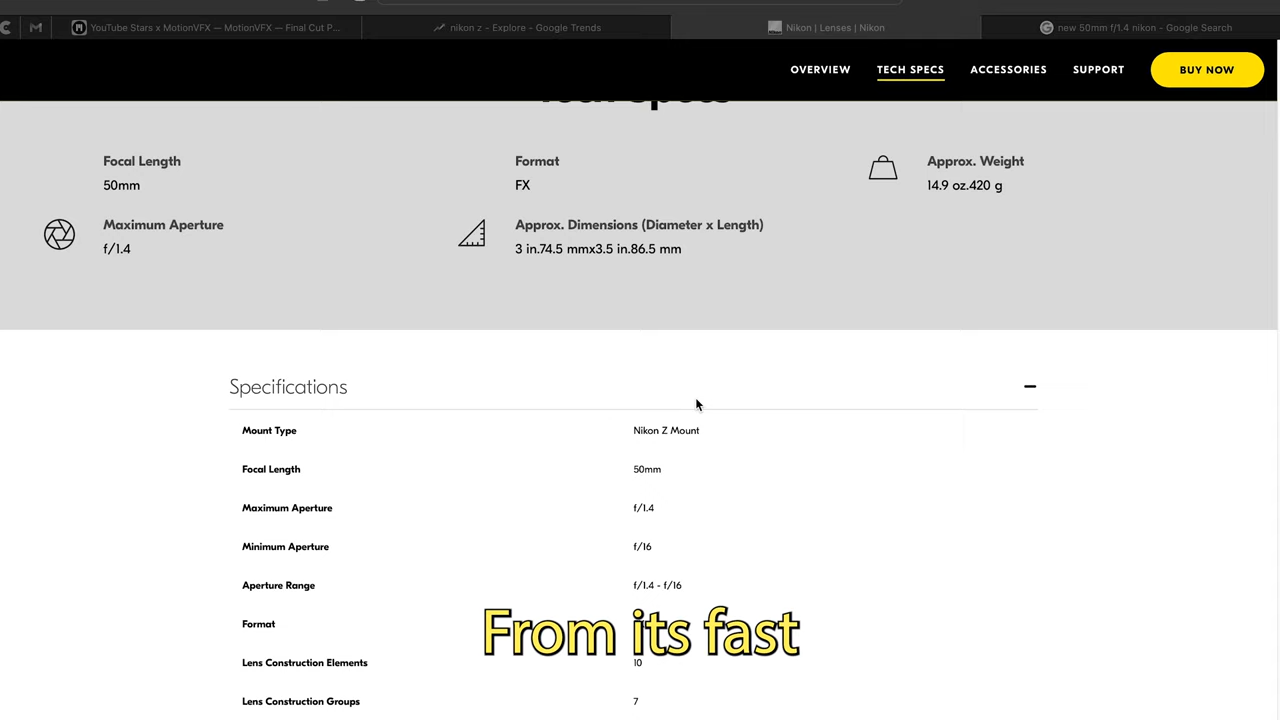 YouTube Stars x MotionVFX — MotionVFX — Final Cut P...
nikon z - Explore - Google Trends
Nikon | Lenses | Nikon
new 50mm f/1.4 nikon - Google Search
OVERVIEW
TECH SPECS
ACCESSORIES
SUPPORT
BUY NOW
Focal Length
50mm
Format
FX
Approx. Weight
14.9 oz.420 g
Maximum Aperture
f/1.4
Approx. Dimensions (Diameter x Length)
3 in.74.5 mmx3.5 in.86.5 mm
Specifications
Mount Type
Nikon Z Mount
Focal Length
50mm
Maximum Aperture
f/1.4
Minimum Aperture
f/16
Aperture Range
f/1.4 - f/16
Format
From its fast
Lens Construction Elements
10
Lens Construction Groups
7